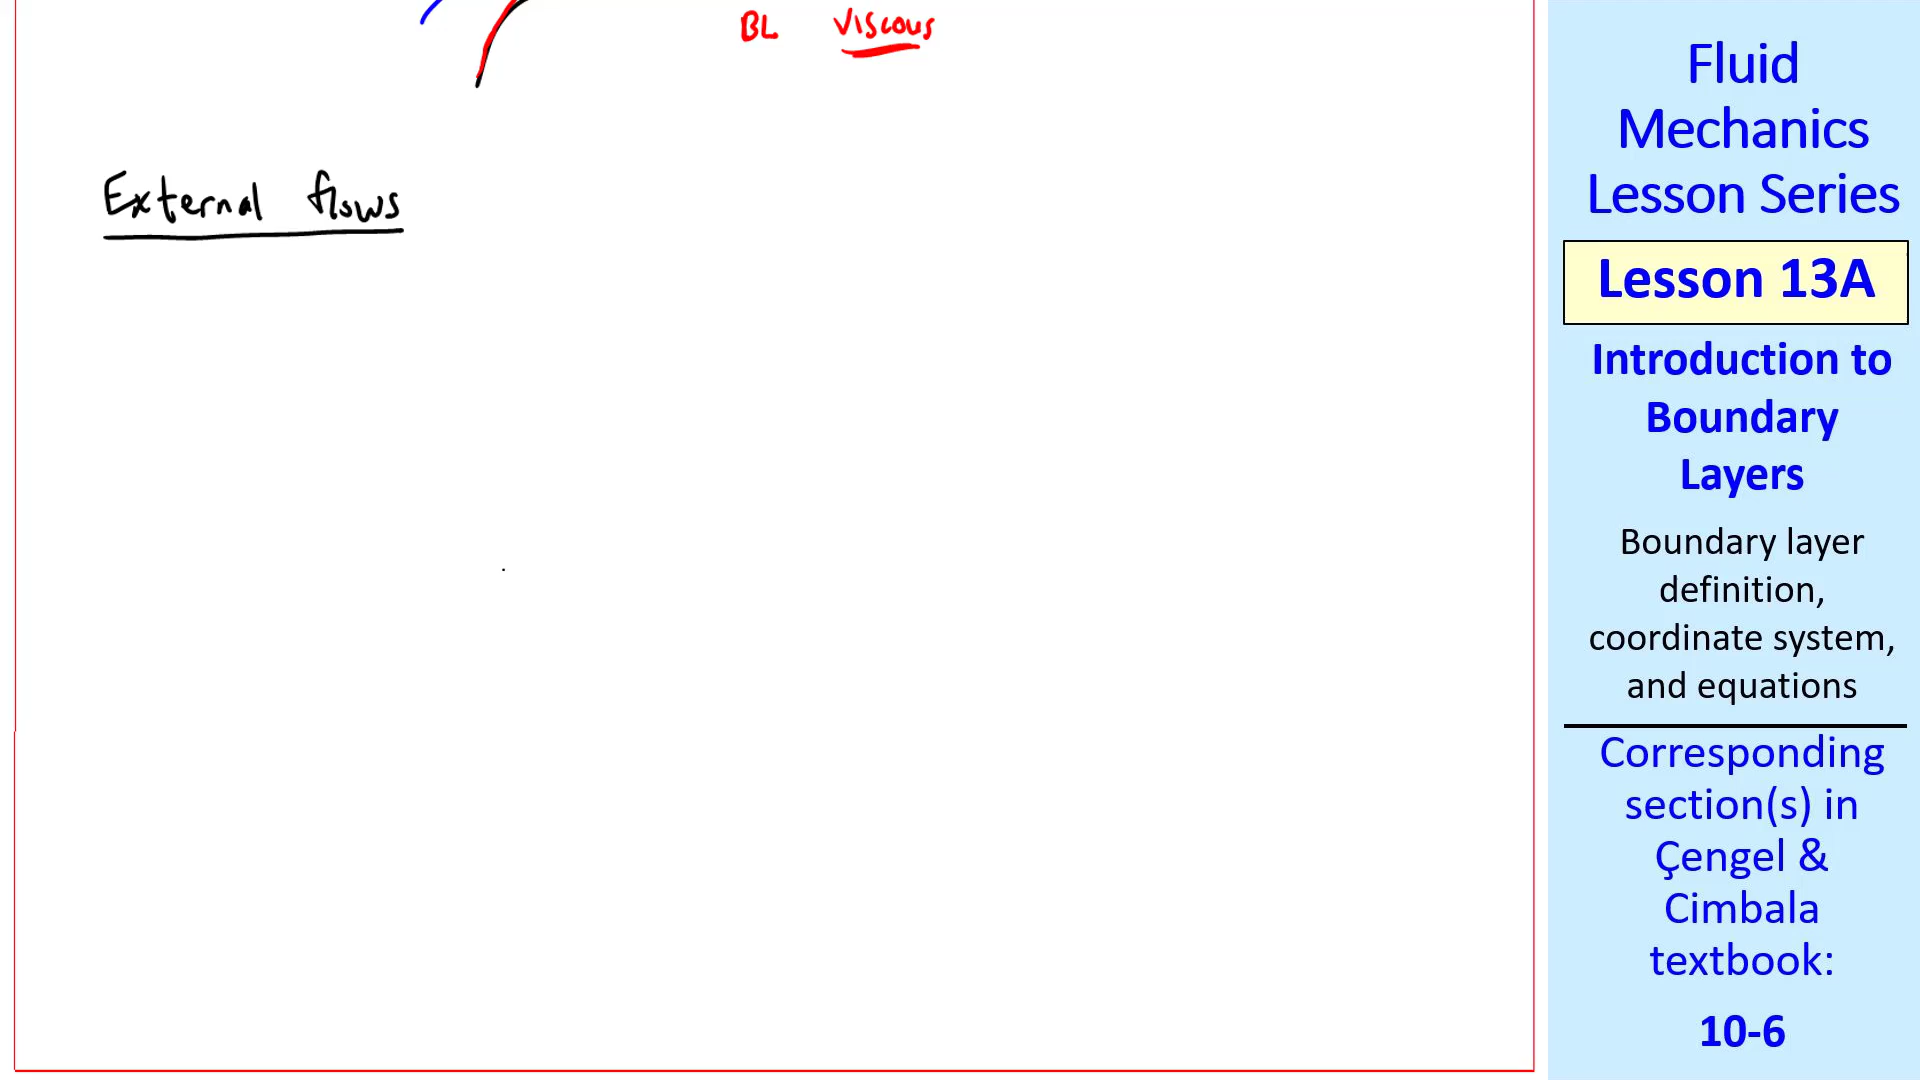 BL Viscous
External flows
Fluid
Mechanics
Lesson Series
Lesson 13A
Introduction to
Boundary
Layers
Boundary layer
definition,
coordinate system,
and equations
Corresponding
section(s) in
Çengel &
Cimbala
textbook:
10-6